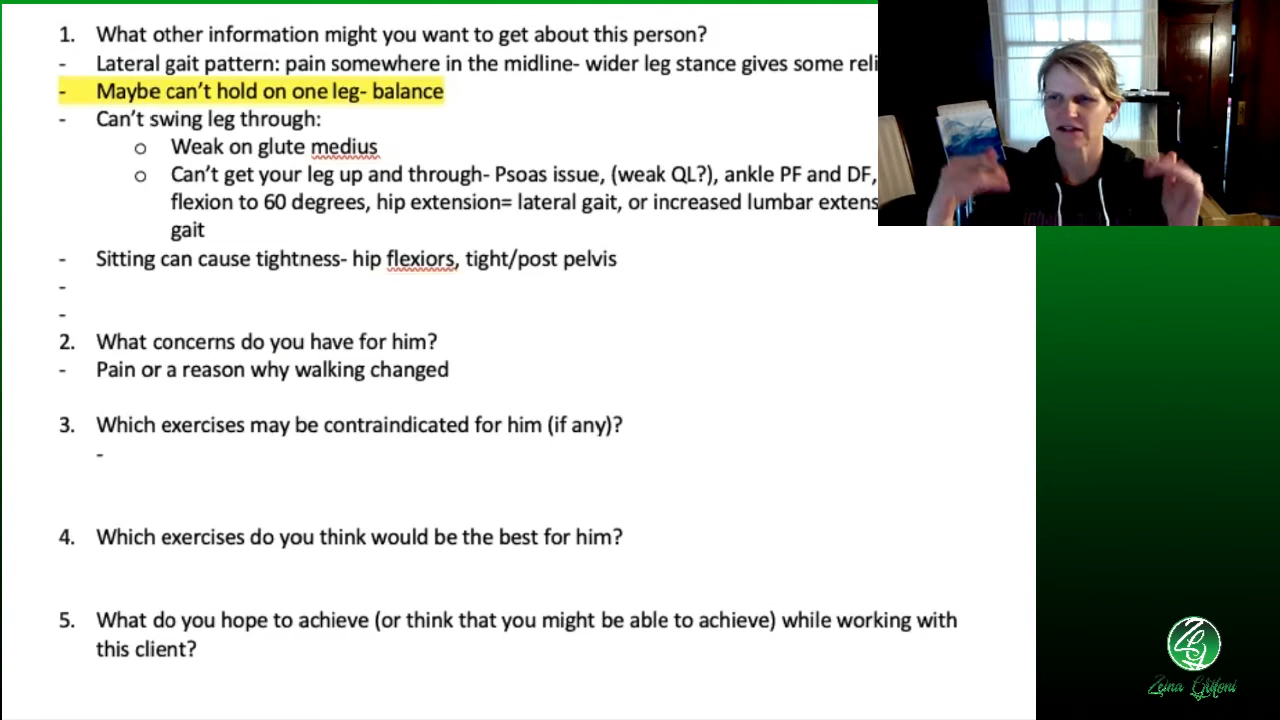 1. What other information might you want to get about this person?
- Lateral gait pattern: pain somewhere in the midline- wider leg stance gives some reli
- Maybe can't hold on one leg- balance
- Can't swing leg through:
o Weak on glute medius
o Can't get your leg up and through- Psoas issue, (weak QL?), ankle PF and DF,
flexion to 60 degrees, hip extension= lateral gait, or increased lumbar extens
gait
- Sitting can cause tightness- hip flexiors, tight/post pelvis
-
-
2. What concerns do you have for him?
- Pain or a reason why walking changed
3. Which exercises may be contraindicated for him (if any)?
-
4. Which exercises do you think would be the best for him?
5. What do you hope to achieve (or think that you might be able to achieve) while working with
this client?
Zeina Grifoni